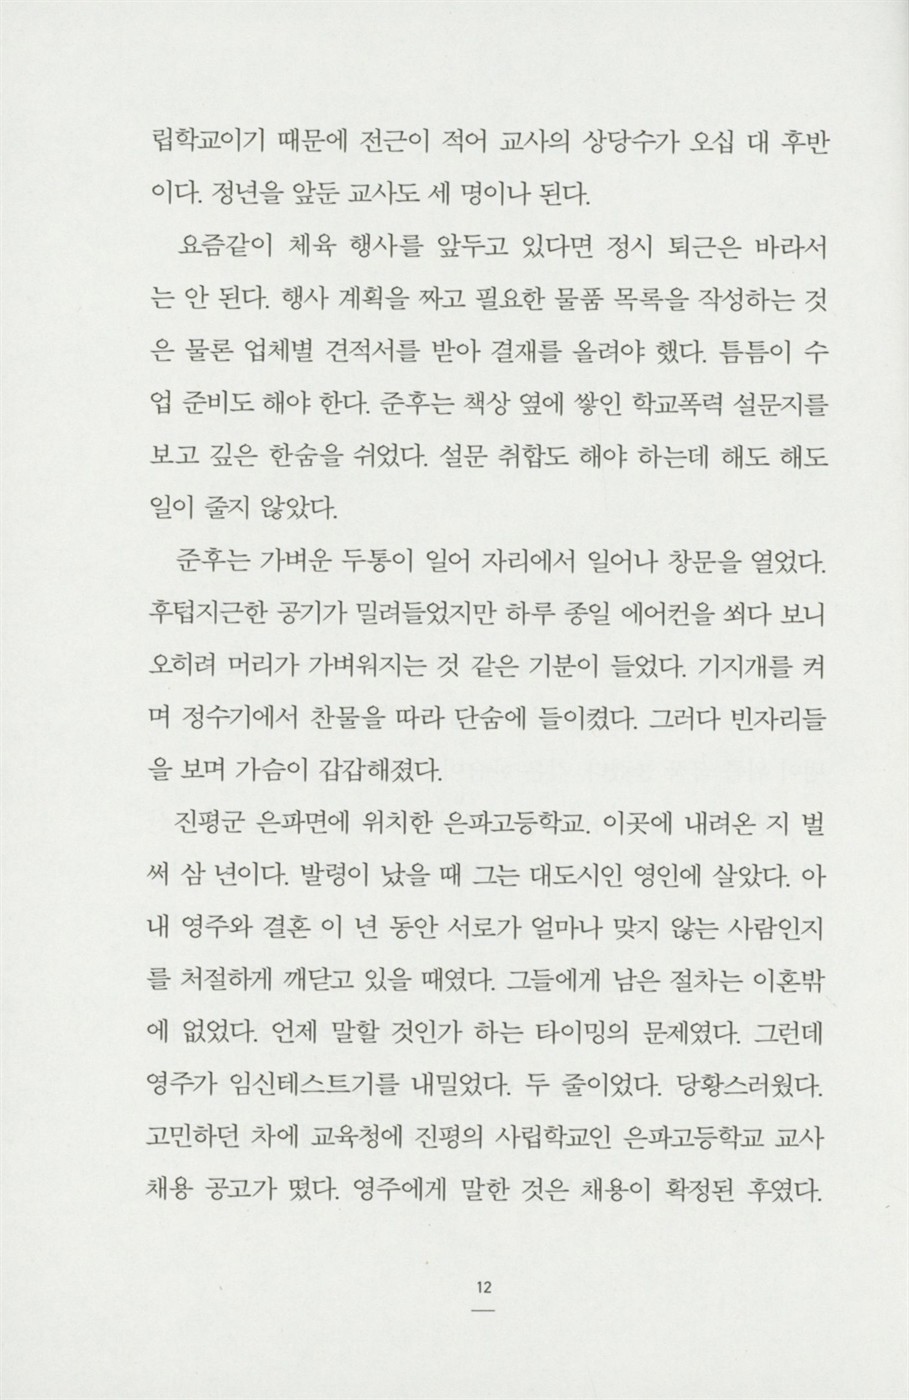 립학교이기 때문에 전근이 적어 교사의 상당수가 오십 대 후반
이다. 정년을 앞둔 교사도 세 명이나 된다.
요즘같이 체육 행사를 앞두고 있다면 정시 퇴근은 바라서
는 안 된다. 행사 계획을 짜고 필요한 물품 목록을 작성하는 것
은 물론 업체별 견적서를 받아 결재를 올려야 했다. 틈틈이 수
업 준비도 해야 한다. 준후는 책상 옆에 쌓인 학교폭력 설문지를
보고 깊은 한숨을 쉬었다. 설문 취합도 해야 하는데 해도 해도
일이 줄지 않았다.
준후는 가벼운 두통이 일어 자리에서 일어나 창문을 열었다.
후텁지근한 공기가 밀려들었지만 하루 종일 에어컨을 쐬다 보니
오히려 머리가 가벼워지는 것 같은 기분이 들었다. 기지개를 켜
며 정수기에서 찬물을 따라 단숨에 들이켰다. 그러다 빈자리들
을 보며 가슴이 갑갑해졌다.
진평군 은파면에 위치한 은파고등학교. 이곳에 내려온 지 벌
써 삼 년이다. 발령이 났을 때 그는 대도시인 영인에 살았다. 아
내 영주와 결혼 이 년 동안 서로가 얼마나 맞지 않는 사람인지
를 처절하게 깨닫고 있을 때였다. 그들에게 남은 절차는 이혼밖
에 없었다. 언제 말할 것인가 하는 타이밍의 문제였다. 그런데
영주가 임신테스트기를 내밀었다. 두 줄이었다. 당황스러웠다.
고민하던 차에 교육청에 진평의 사립학교인 은파고등학교 교사
채용 공고가 떴다. 영주에게 말한 것은 채용이 확정된 후였다.
12